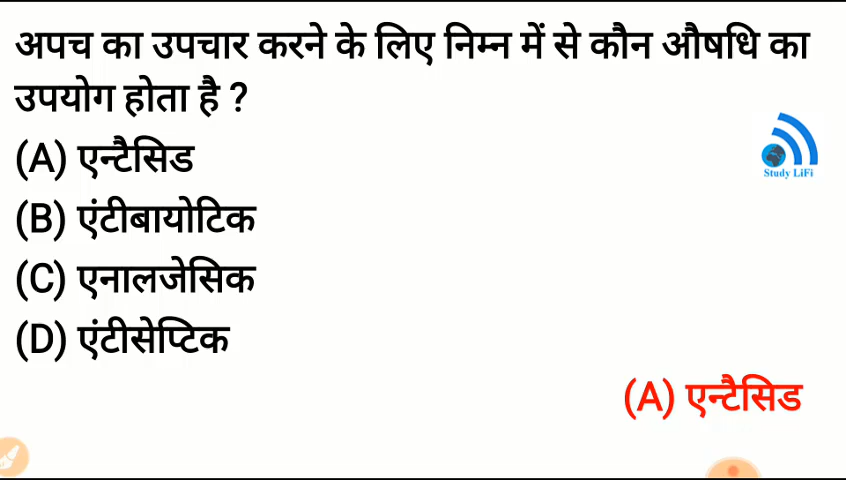 अपच का उपचार करने के लिए निम्न में से कौन औषधि का
उपयोग होता है ?
(A) एन्टैसिड
(B) एंटीबायोटिक
(C) एनालजेसिक
(D) एंटीसेप्टिक
Study LiFi
(A) एन्टैसिड